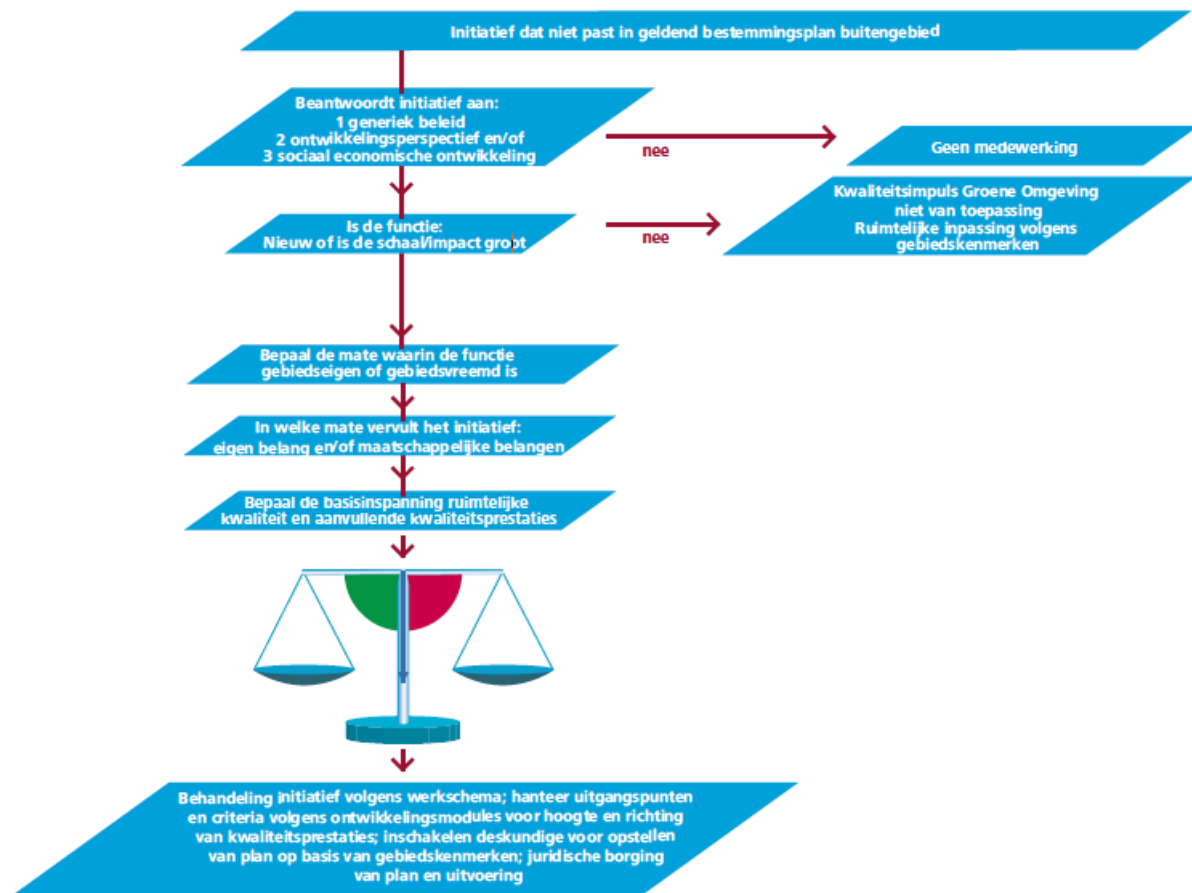 Initiatief dat niet past in geldend bestemmingsplan buitengebied
Beantwoordt initiatief aan:
1 generiek beleid
2 ontwikkelingsperspectief en/of
3 sociaal economische ontwikkeling
nee
Geen medewerking
Is de functie:
Nieuw of is de schaal/impact groot
nee
Kwaliteitsimpuls Groene Omgeving
niet van toepassing
Ruimtelijke inpassing volgens
gebiedskenmerken
Bepaal de mate waarin de functie
gebiedseigen of gebiedsvreemd is
In welke mate vervult het initiatief:
eigen belang en/of maatschappelijke belangen
Bepaal de basisinspanning ruimtelijke
kwaliteit en aanvullende kwaliteitsprestaties
Behandeling initiatief volgens werkschema; hanteer uitgangspunten
en criteria volgens ontwikkelingsmodules voor hoogte en richting
van kwaliteitsprestaties; inschakelen deskundige voor opstellen
van plan op basis van gebiedskenmerken; juridische borging
van plan en uitvoering